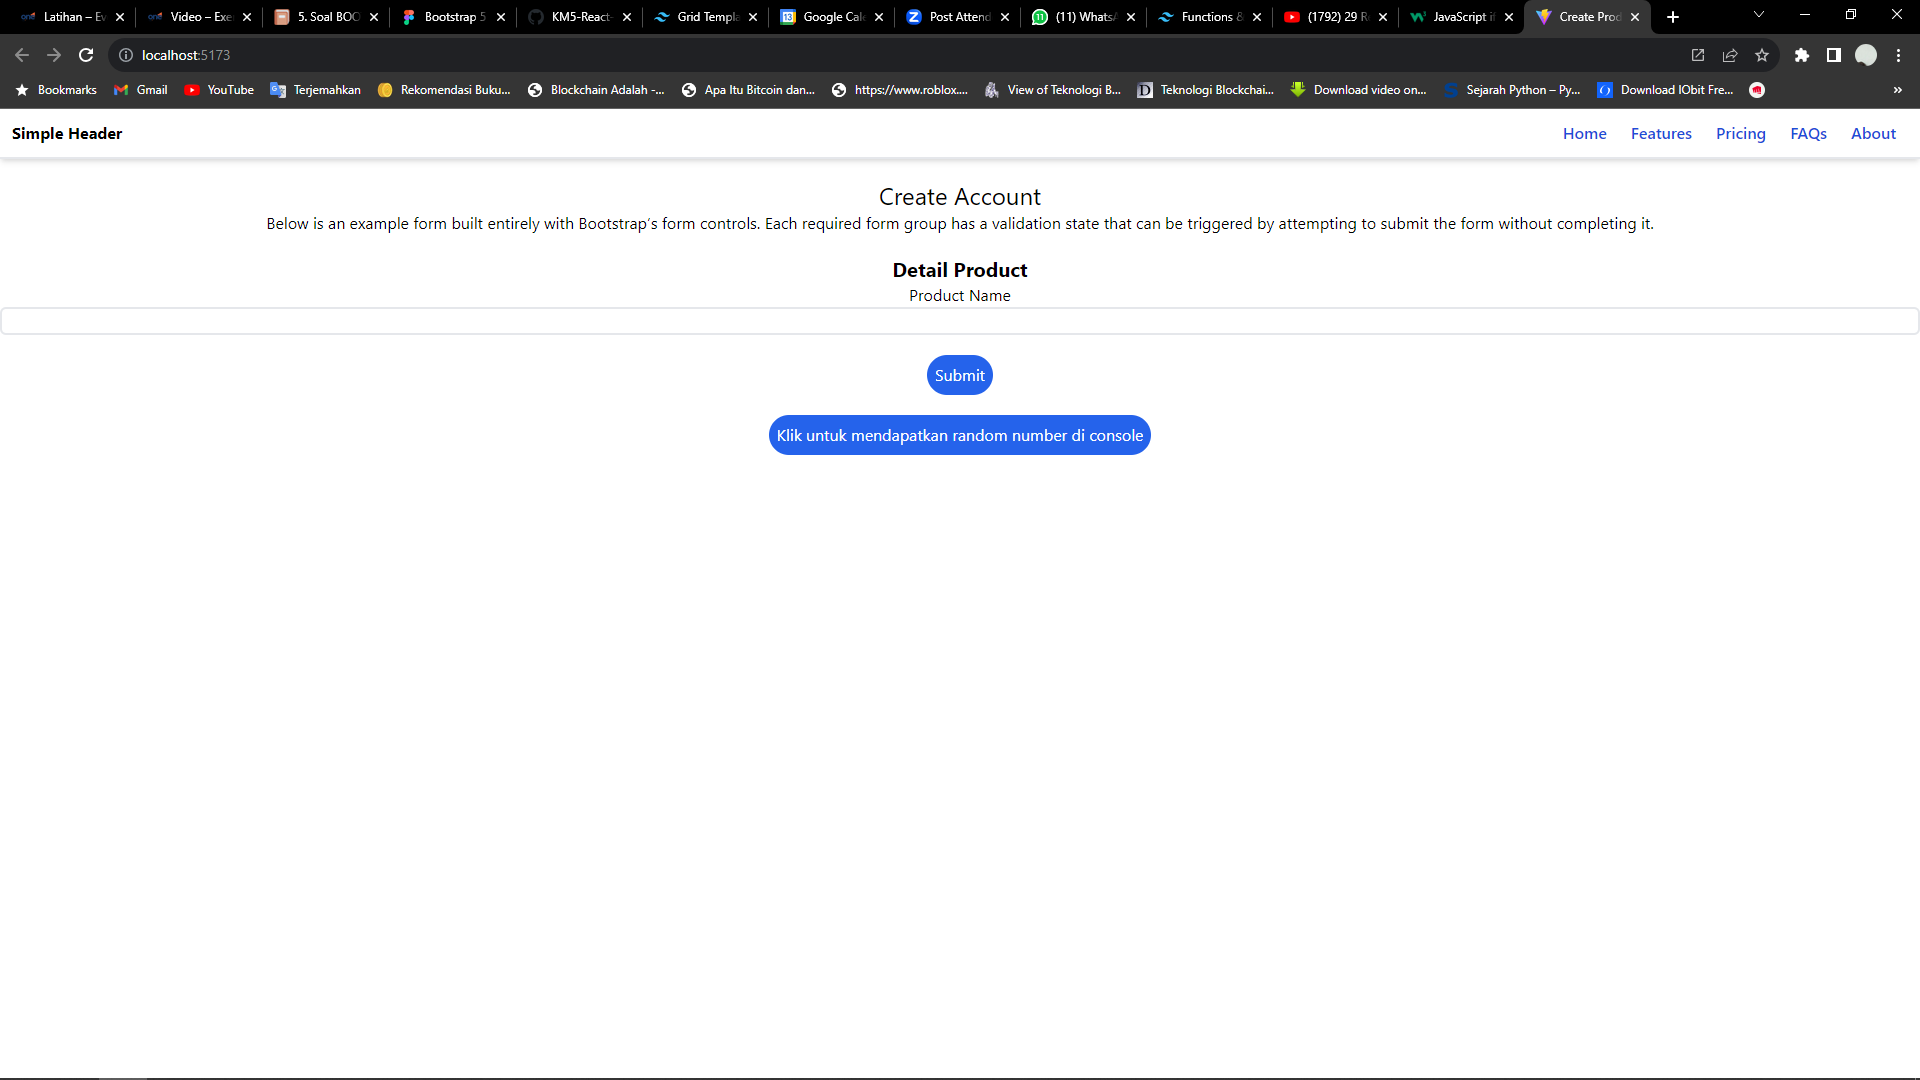 Latihan – Ev
Video – Exer
5. Soal BOO
Bootstrap 5
KM5-React-
Grid Templa
Google Cale
Post Attend
(11) WhatsA
Functions &
(1792) 29 R
JavaScript if
Create Prod
localhost:5173
Bookmarks
Gmail
YouTube
Terjemahkan
Rekomendasi Buku...
Blockchain Adalah -...
Apa Itu Bitcoin dan...
https://www.roblox....
View of Teknologi B...
Teknologi Blockchai...
Download video on...
Sejarah Python – Py...
Download IObit Fre...
»
Simple Header
Home
Features
Pricing
FAQs
About
Create Account
Below is an example form built entirely with Bootstrap's form controls. Each required form group has a validation state that can be triggered by attempting to submit the form without completing it.
Detail Product
Product Name
Submit
Klik untuk mendapatkan random number di console